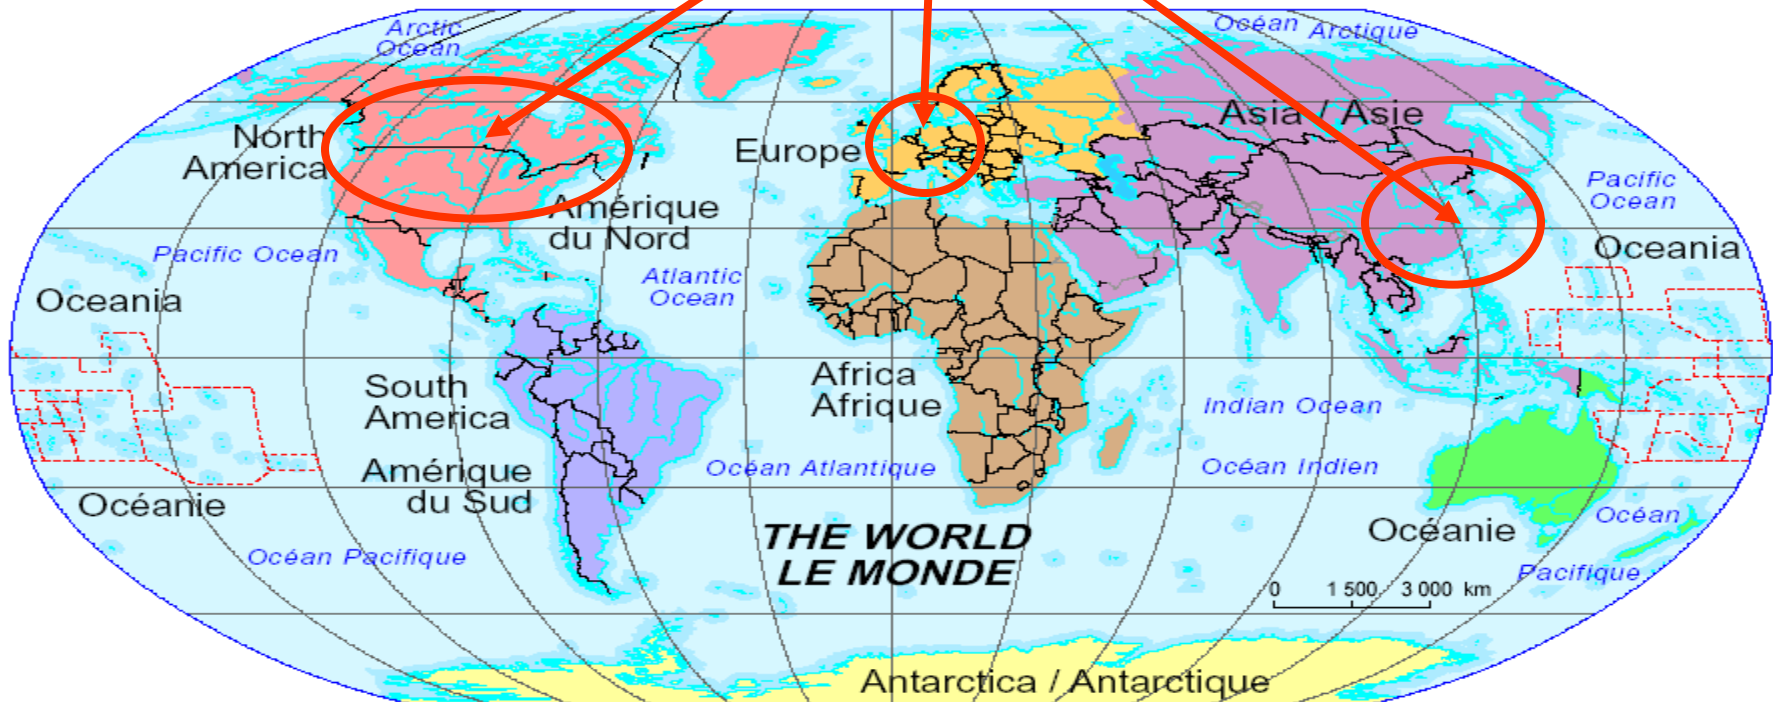 Arctic
Ocean
Océan Arctique
North
America
Europe
Asia / Asie
Pacific
Ocean
Amérique
du Nord
Pacific Ocean
Atlantic
Ocean
Oceania
Oceania
South
America
Africa
Afrique
Indian Ocean
Amérique
du Sud
Océan Atlantique
Océan Indien
Océanie
Océanie
Océan
Pacifique
Océan Pacifique
THE WORLD
LE MONDE
0 1 500 3 000 km
Antarctica / Antarctique